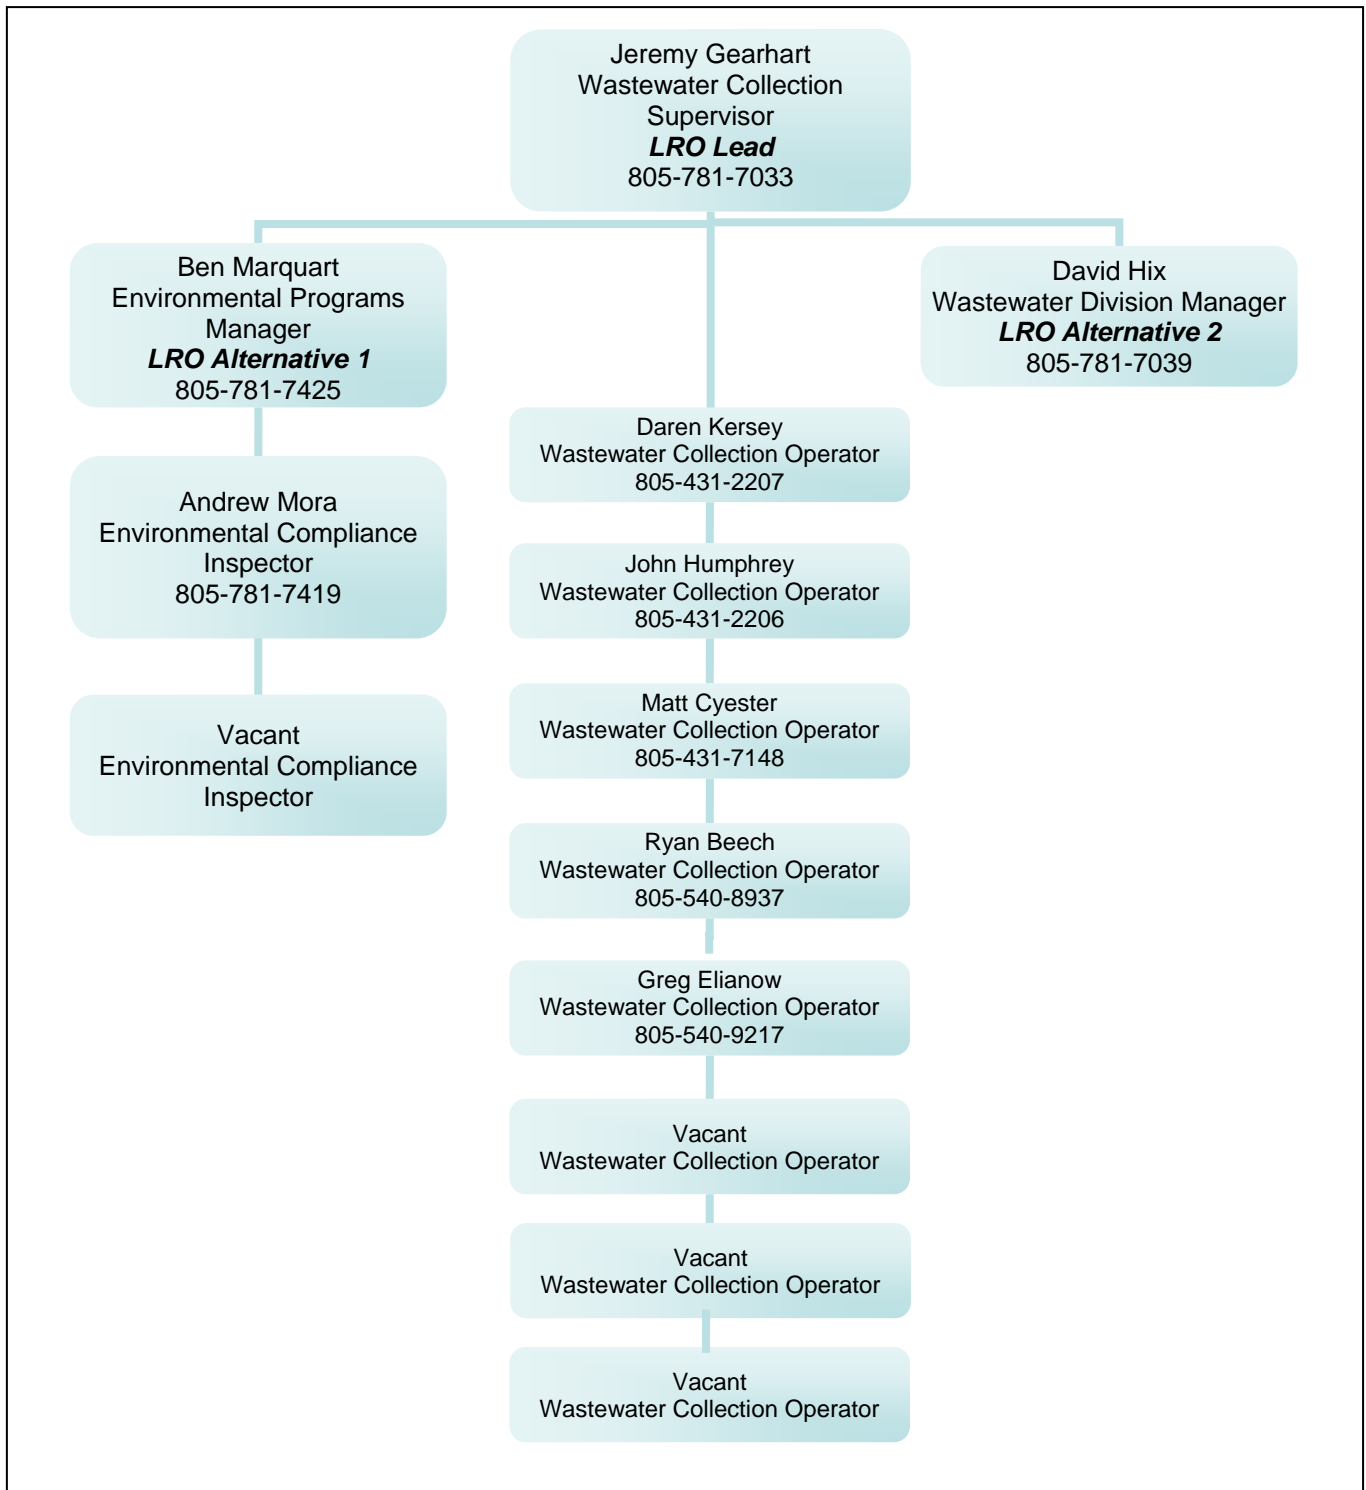 Jeremy Gearhart
Wastewater Collection
Supervisor
LRO Lead
805-781-7033
Ben Marquart
Environmental Programs
Manager
LRO Alternative 1
805-781-7425
David Hix
Wastewater Division Manager
LRO Alternative 2
805-781-7039
Andrew Mora
Environmental Compliance
Inspector
805-781-7419
Vacant
Environmental Compliance
Inspector
Daren Kersey
Wastewater Collection Operator
805-431-2207
John Humphrey
Wastewater Collection Operator
805-431-2206
Matt Cyester
Wastewater Collection Operator
805-431-7148
Ryan Beech
Wastewater Collection Operator
805-540-8937
Greg Elianow
Wastewater Collection Operator
805-540-9217
Vacant
Wastewater Collection Operator
Vacant
Wastewater Collection Operator
Vacant
Wastewater Collection Operator